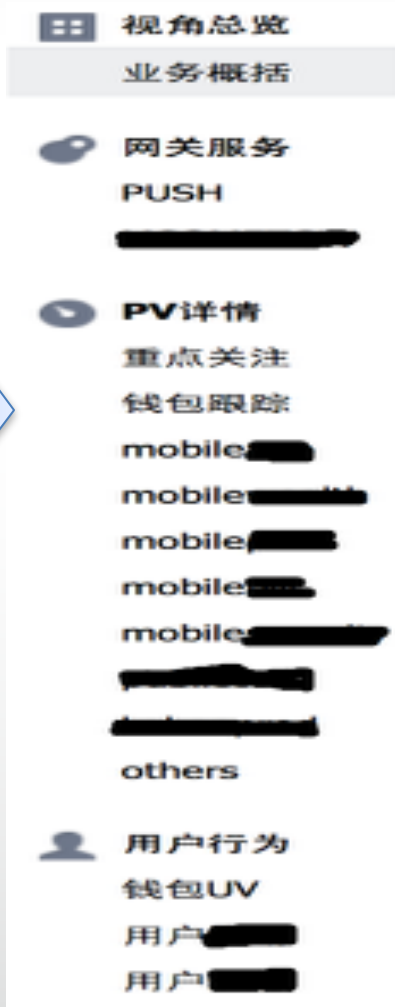 视角总览
业务概括
网关服务
PUSH
PV详情
重点关注
钱包跟踪
mobile
mobile
mobile
mobile
mobile
others
用户行为
钱包UV
用户
用户